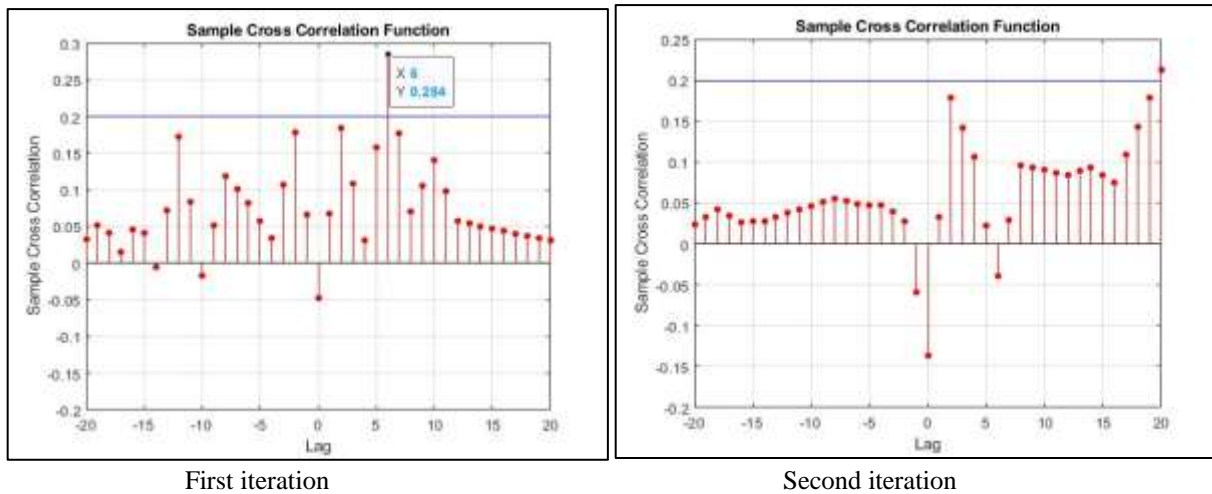 Sample Cross Correlation Function
0.3
0.25
0.2
0.15
0.1
0.05
0
-0.05
-0.1
-0.15
-0.2
Sample Cross Correlation
X 6
Y 0.284
-20 -15 -10 -5 0 5 10 15 20
Lag
First iteration
Sample Cross Correlation Function
0.25
0.2
0.15
0.1
0.05
0
-0.05
-0.1
-0.15
-0.2
Sample Cross Correlation
-20 -15 -10 -5 0 5 10 15 20
Lag
Second iteration